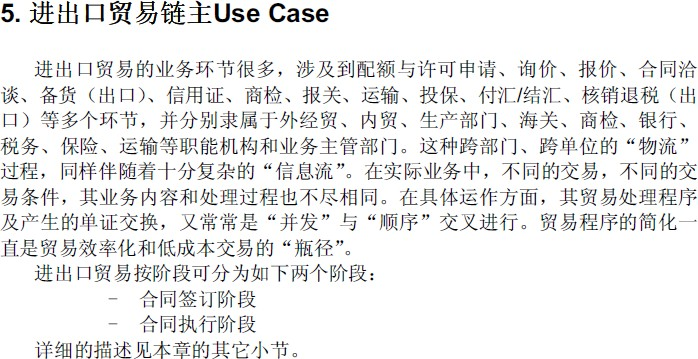 5. 进出口贸易链主Use Case
进出口贸易的业务环节很多，涉及到配额与许可申请、询价、报价、合同洽
谈、备货（出口）、信用证、商检、报关、运输、投保、付汇/结汇、核销退税（出
口）等多个环节，并分别隶属于外经贸、内贸、生产部门、海关、商检、银行、
税务、保险、运输等职能机构和业务主管部门。这种跨部门、跨单位的“物流”
过程，同样伴随着十分复杂的“信息流”。在实际业务中，不同的交易，不同的交
易条件，其业务内容和处理过程也不尽相同。在具体运作方面，其贸易处理程序
及产生的单证交换，又常常是“并发”与“顺序”交叉进行。贸易程序的简化一
直是贸易效率化和低成本交易的“瓶径”。
进出口贸易按阶段可分为如下两个阶段：
- 合同签订阶段
- 合同执行阶段
详细的描述见本章的其它小节。